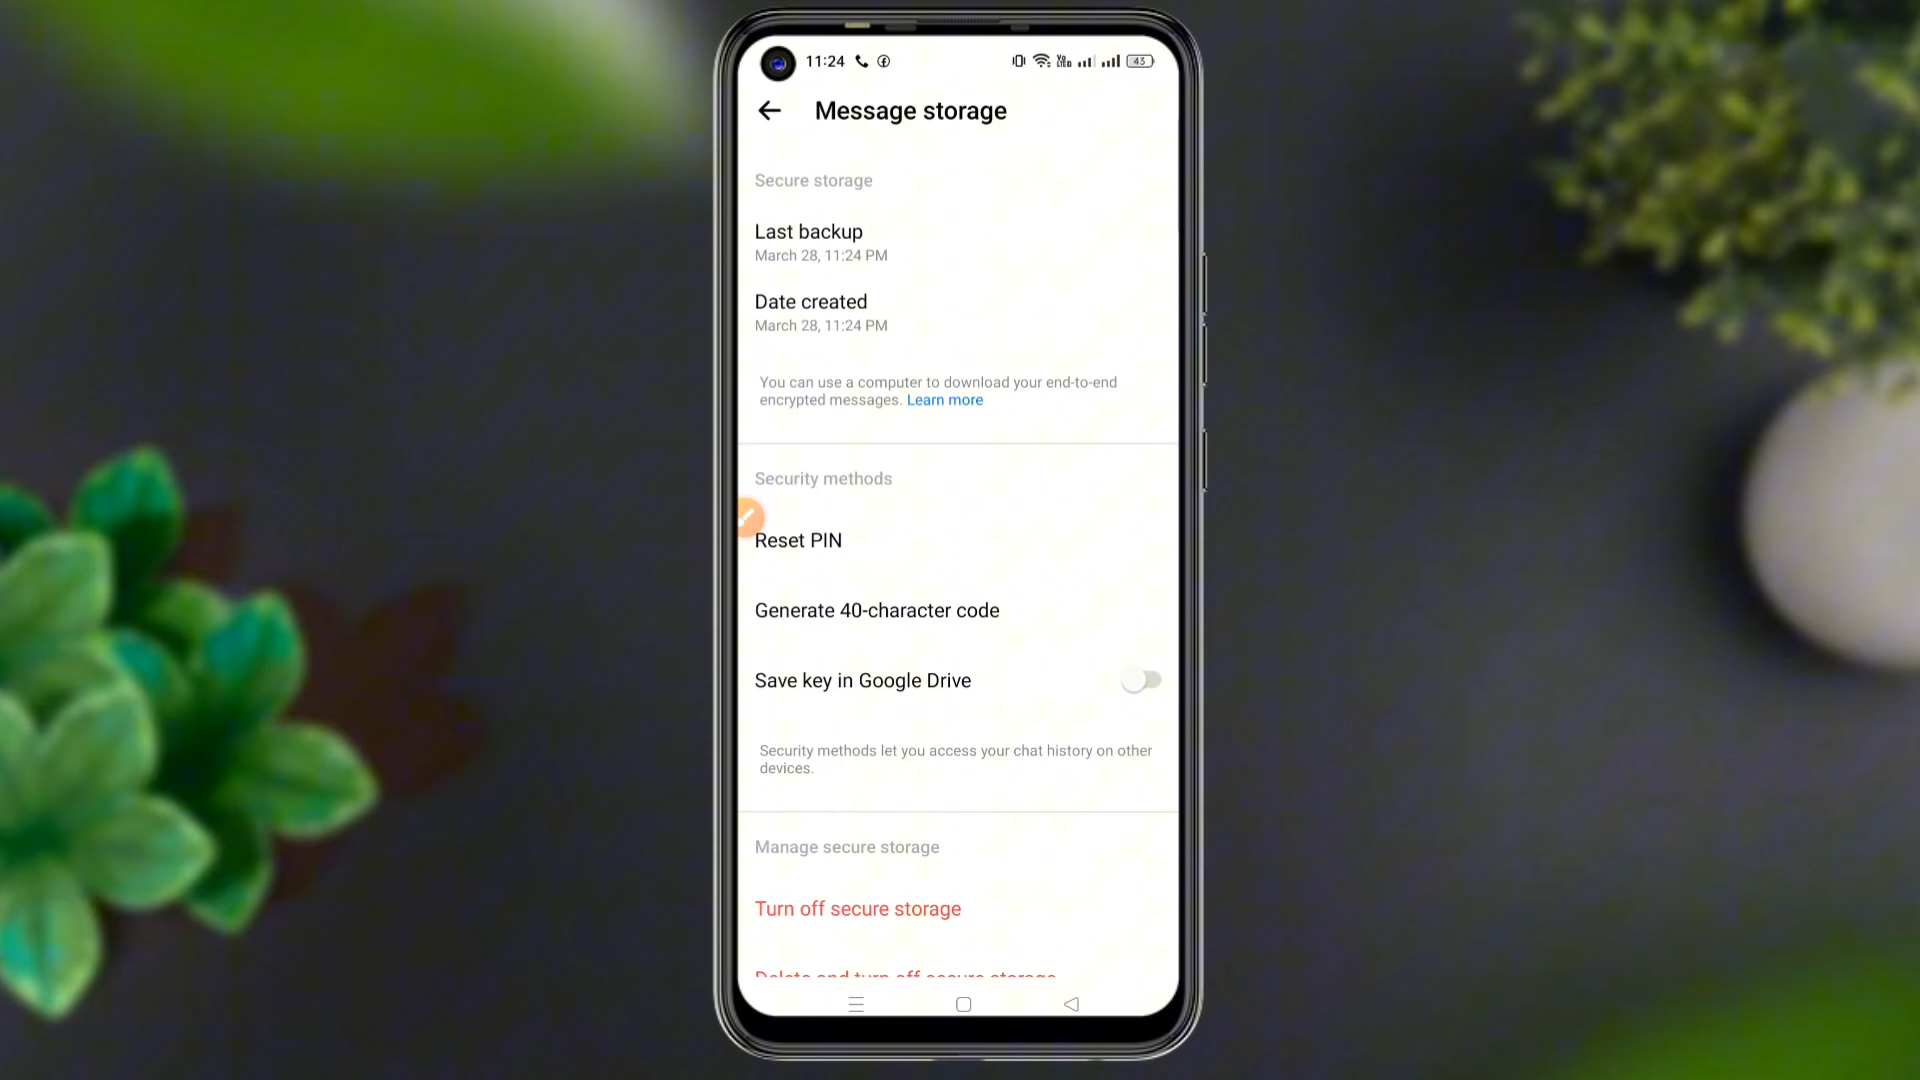 11:24
43
Message storage
Secure storage
Last backup
March 28, 11:24 PM
Date created
March 28, 11:24 PM
You can use a computer to download your end-to-end
encrypted messages. Learn more
Security methods
Reset PIN
Generate 40-character code
Save key in Google Drive
Security methods let you access your chat history on other
devices.
Manage secure storage
Turn off secure storage
Delete and turn off secure storage